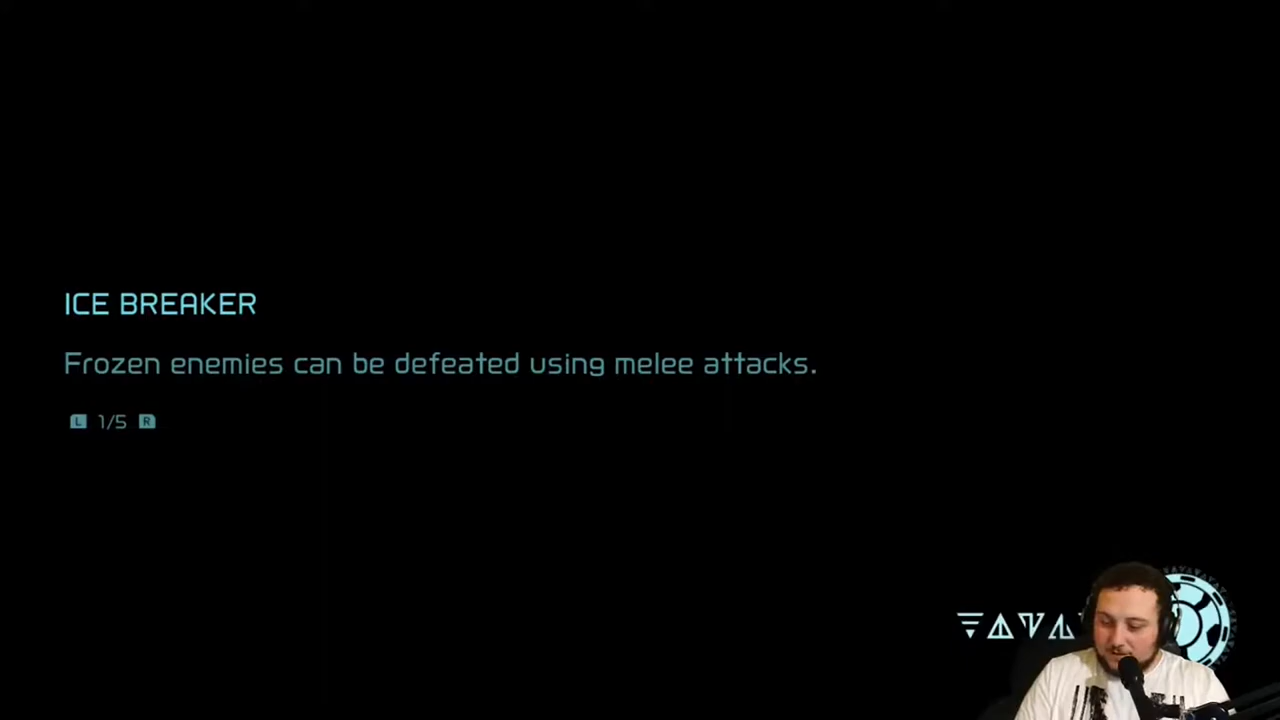 ICE BREAKER
Frozen enemies can be defeated using melee attacks.
L 1/5 R